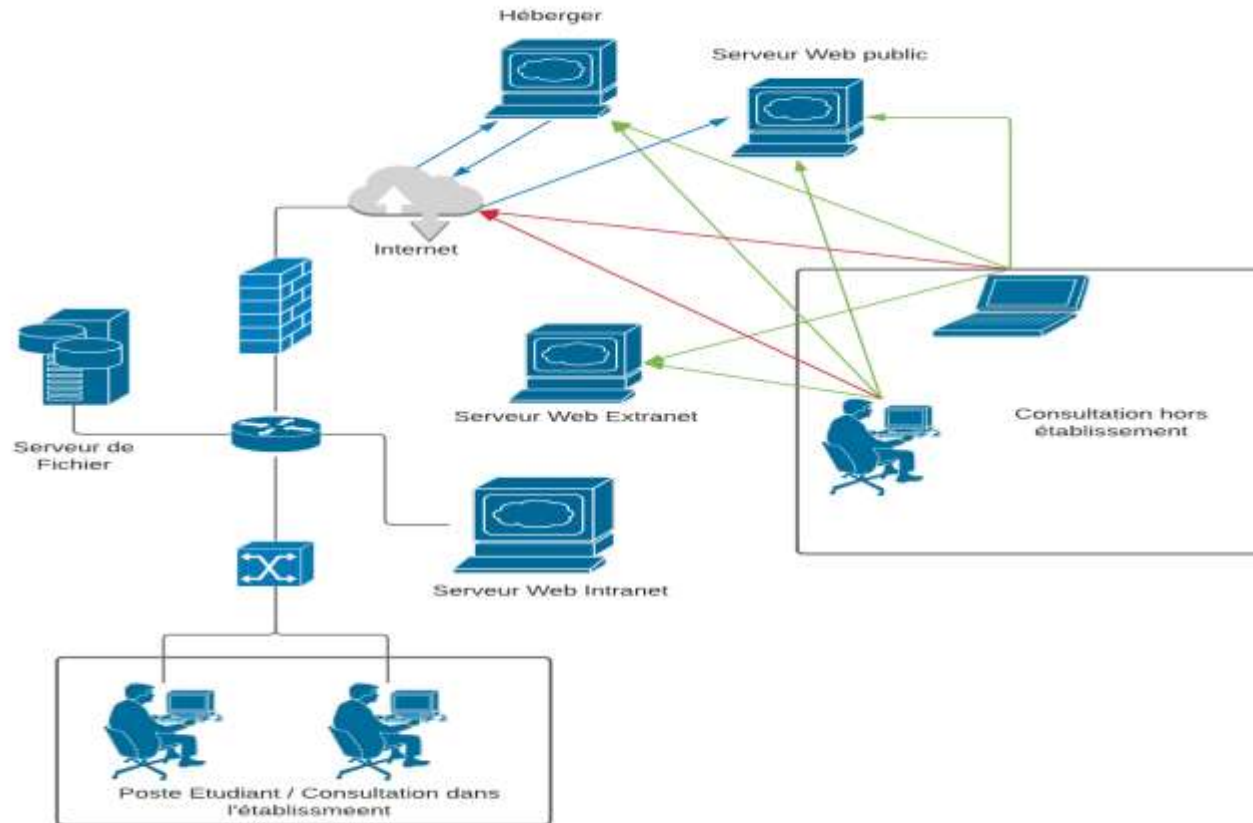 Héberger
Serveur Web public
Internet
Serveur Web Extranet
Consultation hors
établissement
Serveur de
Fichier
Serveur Web Intranet
Poste Etudiant / Consultation dans
l'établissmeent